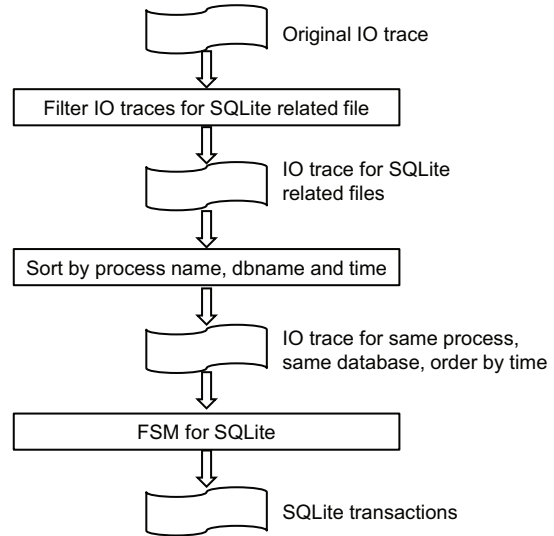 Original IO trace
Filter IO traces for SQLite related file
IO trace for SQLite
related files
Sort by process name, dbname and time
IO trace for same process,
same database, order by time
FSM for SQLite
SQLite transactions